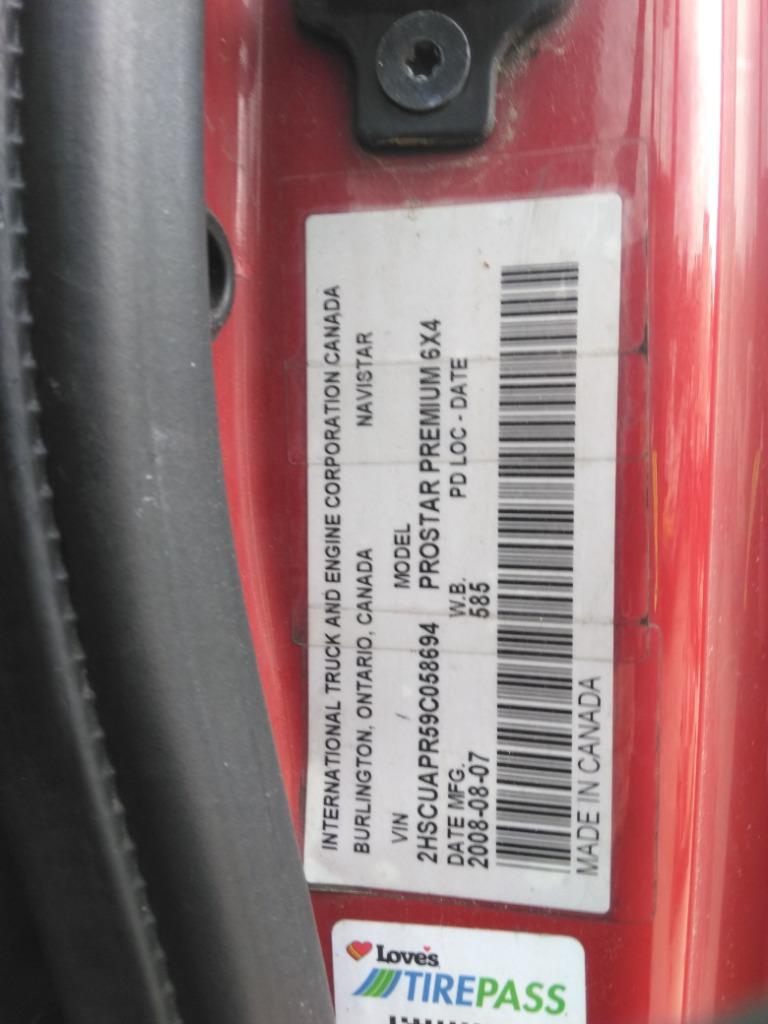 INTERNATIONAL TRUCK AND ENGINE CORPORATION CANADA
BURLINGTON, ONTARIO, CANADA NAVISTAR
VIN MODEL
2HSCUAPR59C058694 PROSTAR PREMIUM 6X4
DATE MFG. W.B. PD LOC - DATE
2008-08-07 585
MADE IN CANADA
Love's
TIREPASS